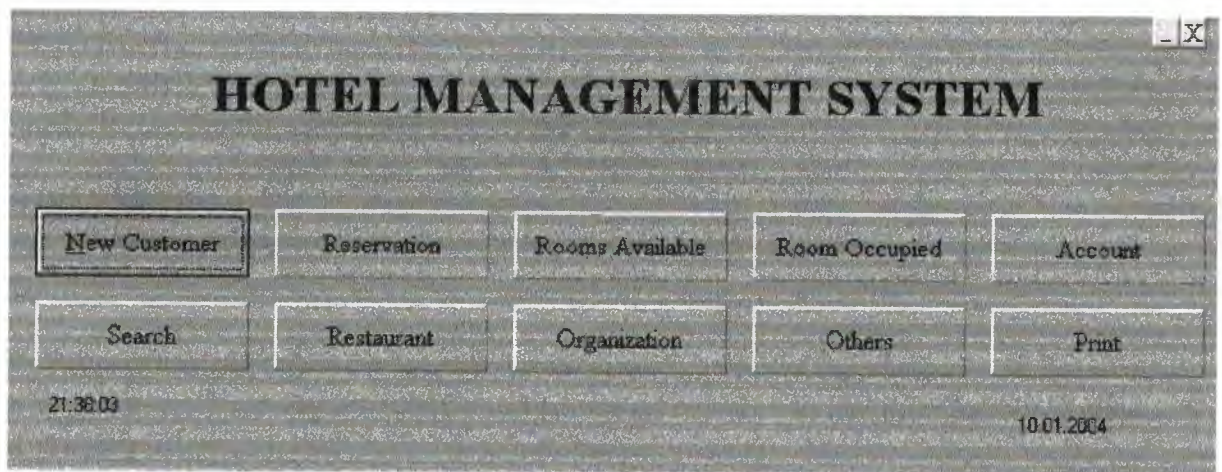 _ X
HOTEL MANAGEMENT SYSTEM
New Customer Reservation Rooms Available Room Occupied Account
Search Restaurant Organization Others Print
21:38:03
10.01.2004